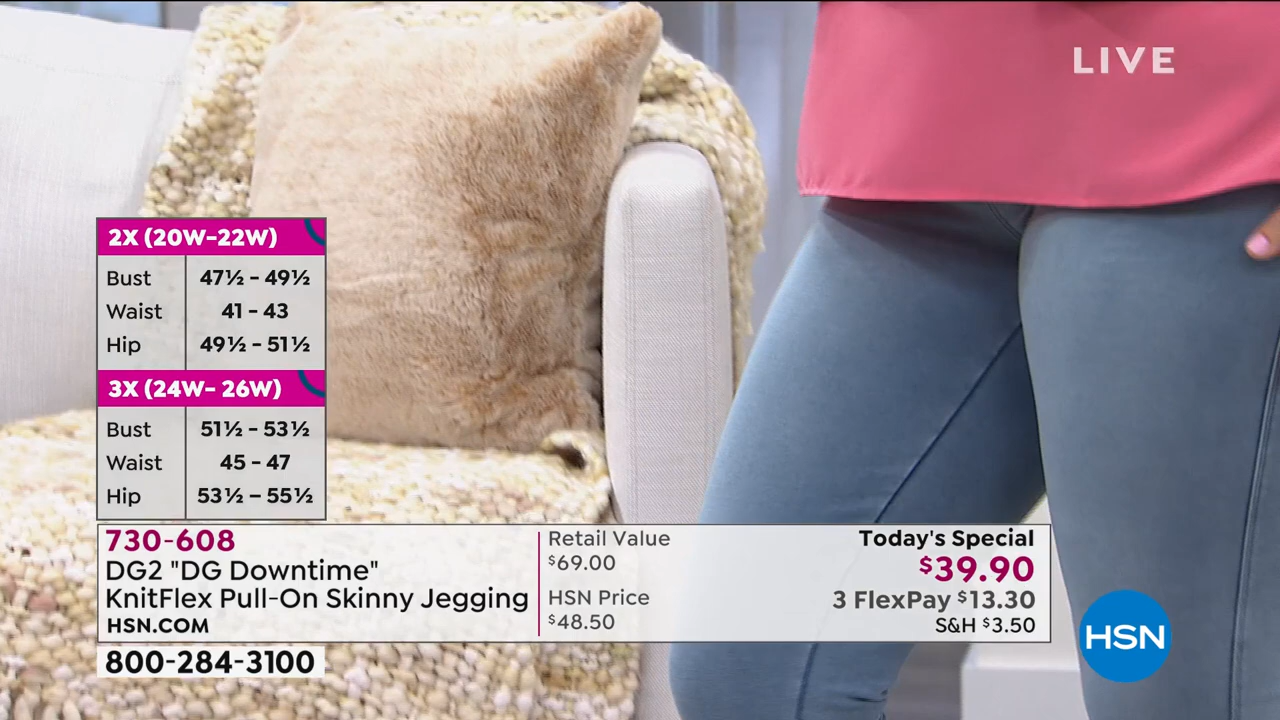 LIVE
2X (20W-22W)
Bust 47½ - 49½
Waist 41 - 43
Hip 49½ - 51½
3X (24W- 26W)
Bust 51½ - 53½
Waist 45 - 47
Hip 53½ - 55½
730-608
DG2 "DG Downtime"
KnitFlex Pull-On Skinny Jegging
HSN.COM
Retail Value
$69.00
HSN Price
$48.50
Today's Special
$39.90
3 FlexPay $13.30
S&H $3.50
HSN
800-284-3100